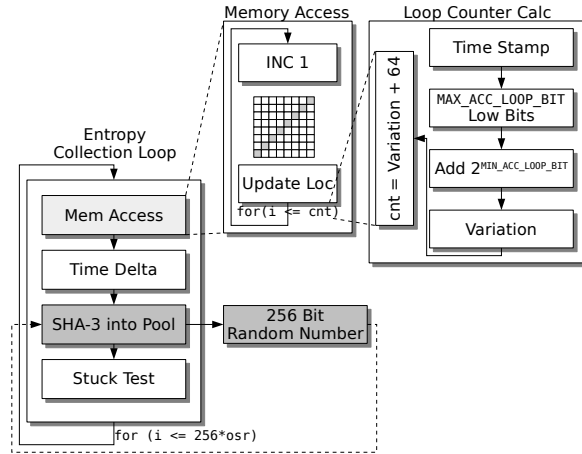 Memory Access
Loop Counter Calc
INC 1
Time Stamp
cnt = Variation + 64
MAX_ACC_LOOP_BIT
Low Bits
Entropy
Collection Loop
Update Loc
Add 2^MIN_ACC_LOOP_BIT
for(i <= cnt)
Mem Access
Variation
Time Delta
SHA-3 into Pool
256 Bit
Random Number
Stuck Test
for (i <= 256*osr)